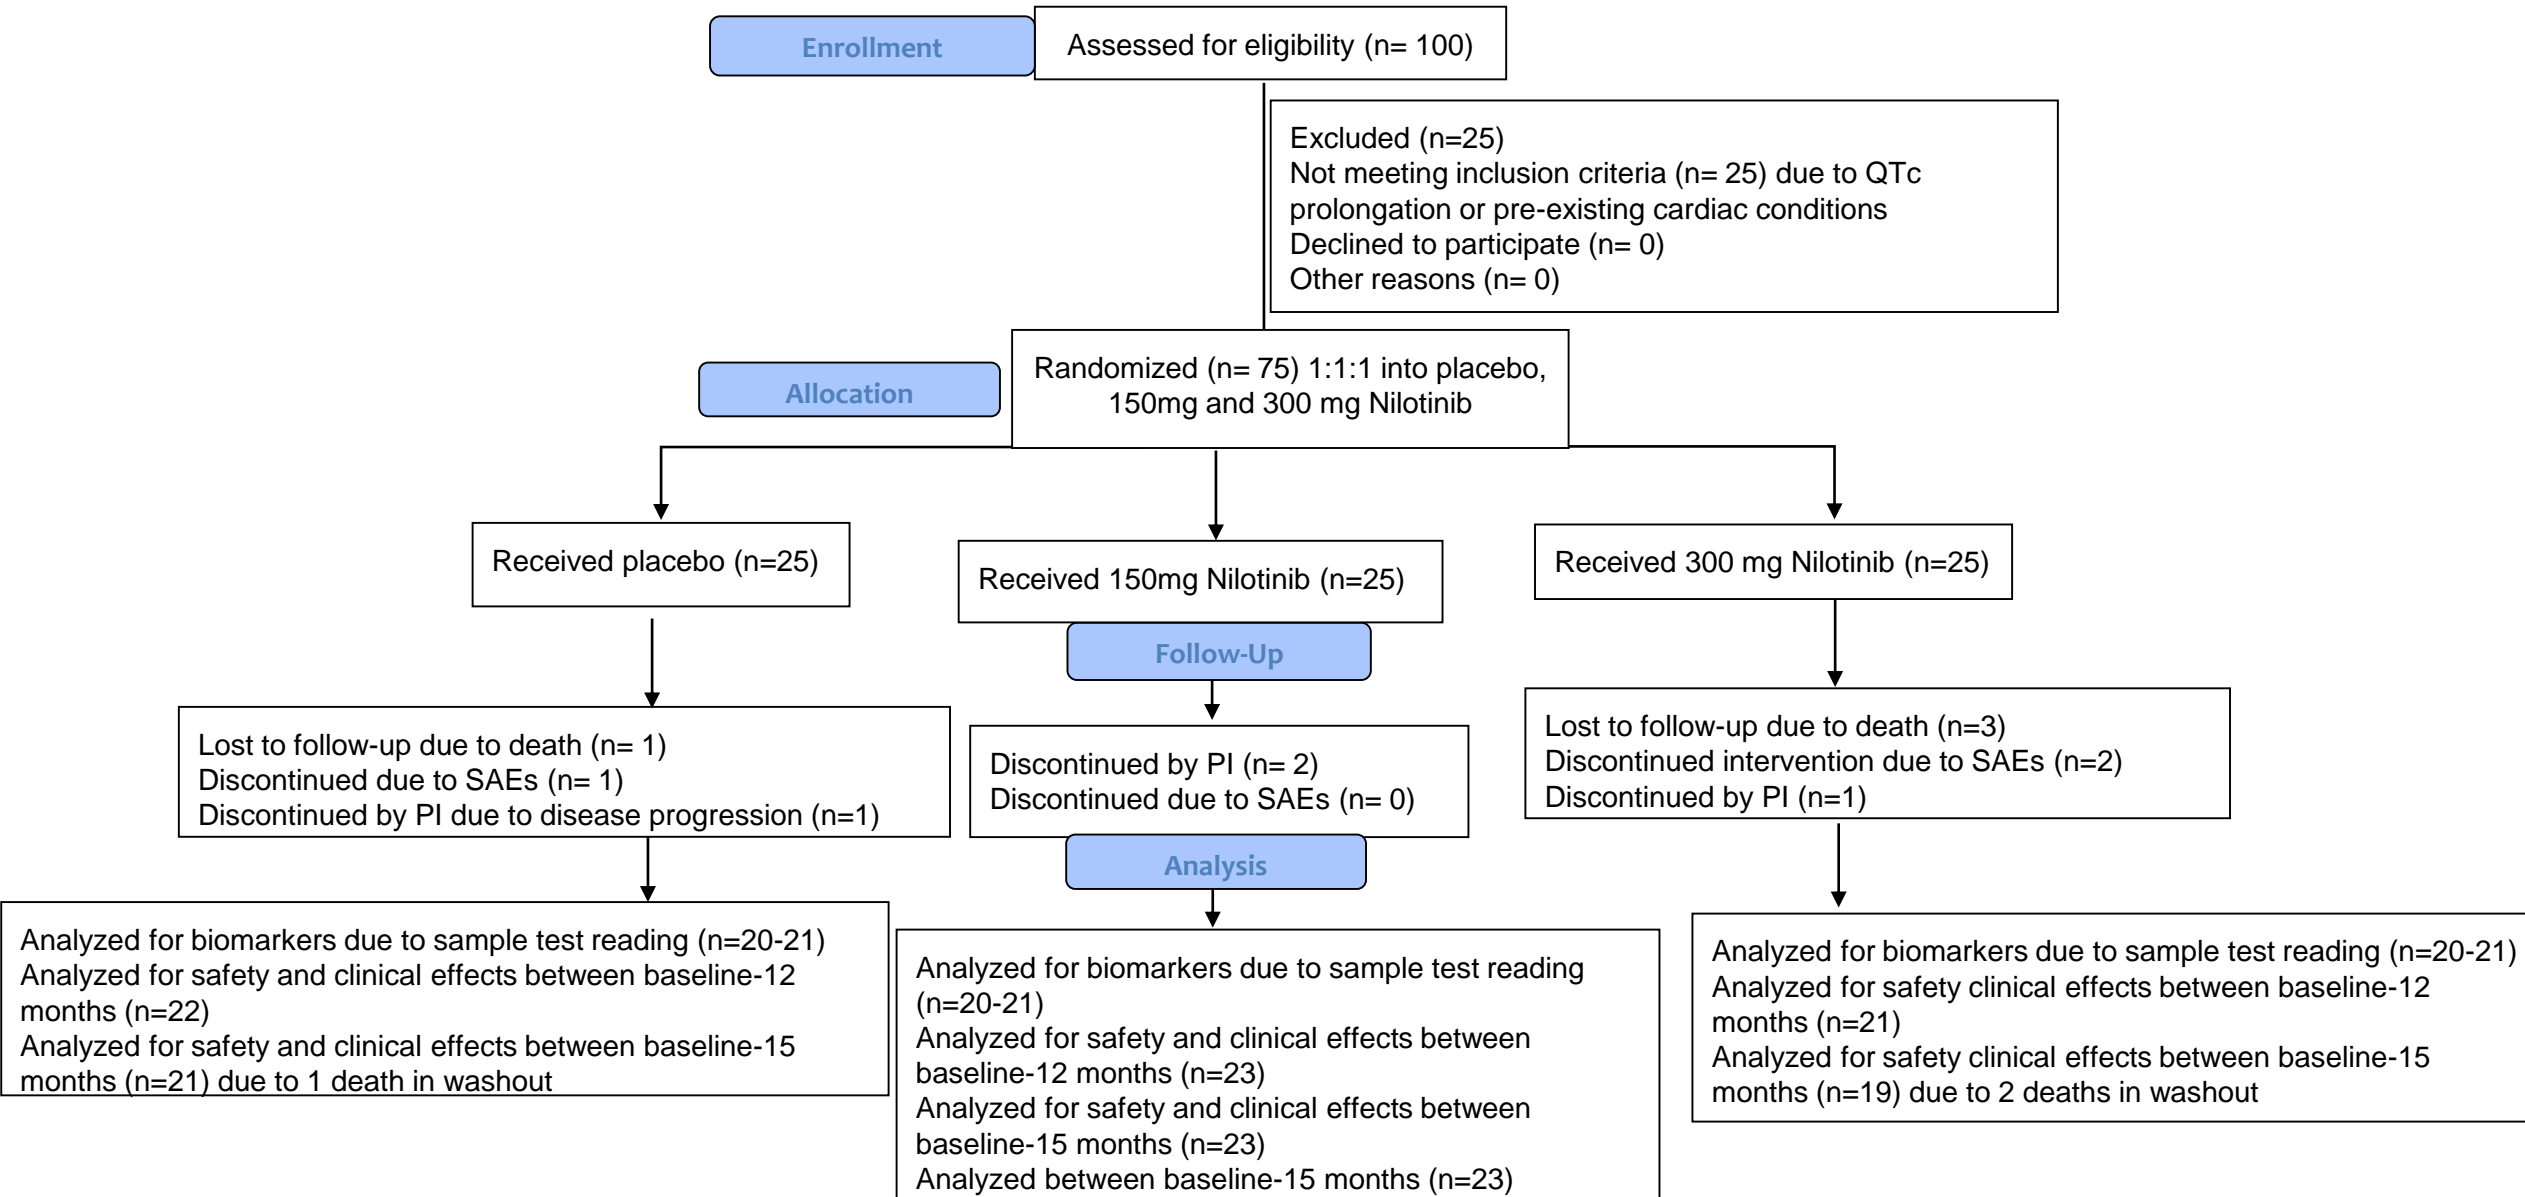 Enrollment
Assessed for eligibility (n= 100)
Excluded (n=25)
Not meeting inclusion criteria (n= 25) due to QTc
prolongation or pre-existing cardiac conditions
Declined to participate (n= 0)
Other reasons (n= 0)
Allocation
Randomized (n= 75) 1:1:1 into placebo,
150mg and 300 mg Nilotinib
Received placebo (n=25)
Received 150mg Nilotinib (n=25)
Received 300 mg Nilotinib (n=25)
Follow-Up
Lost to follow-up due to death (n= 1)
Discontinued due to SAEs (n= 1)
Discontinued by PI due to disease progression (n=1)
Discontinued by PI (n= 2)
Discontinued due to SAEs (n= 0)
Lost to follow-up due to death (n=3)
Discontinued intervention due to SAEs (n=2)
Discontinued by PI (n=1)
Analysis
Analyzed for biomarkers due to sample test reading (n=20-21)
Analyzed for safety and clinical effects between baseline-12
months (n=22)
Analyzed for safety and clinical effects between baseline-15
months (n=21) due to 1 death in washout
Analyzed for biomarkers due to sample test reading
(n=20-21)
Analyzed for safety and clinical effects between
baseline-12 months (n=23)
Analyzed for safety and clinical effects between
baseline-15 months (n=23)
Analyzed between baseline-15 months (n=23)
Analyzed for biomarkers due to sample test reading (n=20-21)
Analyzed for safety clinical effects between baseline-12
months (n=21)
Analyzed for safety clinical effects between baseline-15
months (n=19) due to 2 deaths in washout